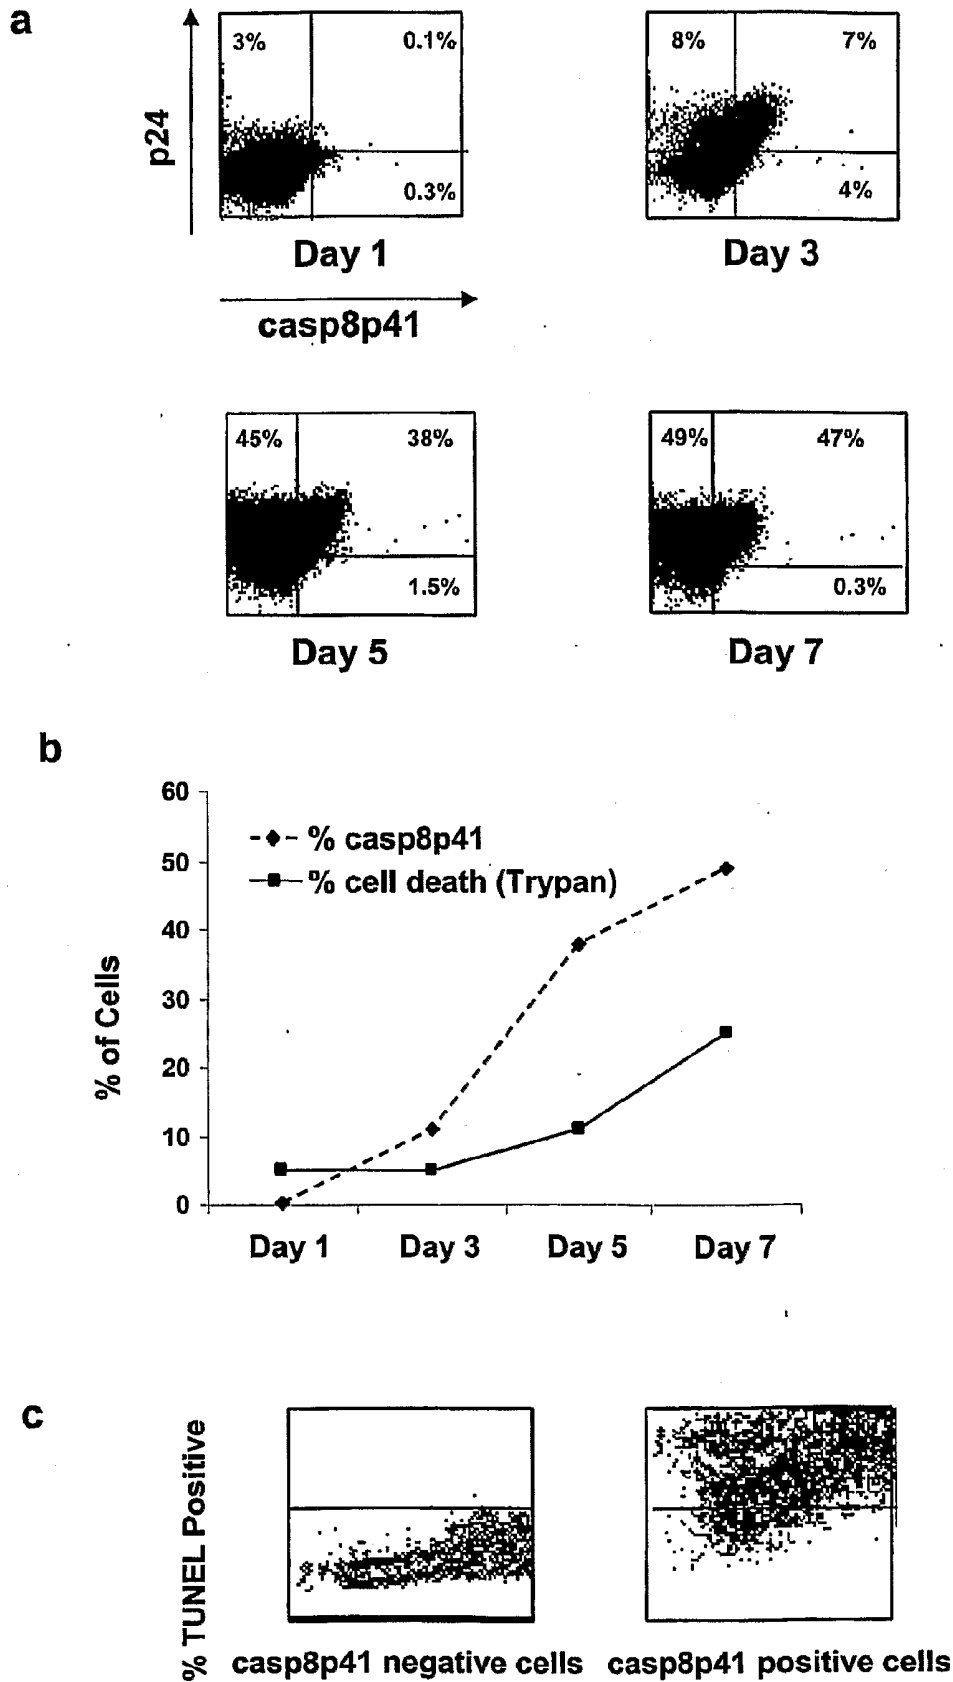 a
3% 0.1%
8% 7%
p24
0.3%
4%
Day 1
Day 3
casp8p41
45% 38%
49% 47%
1.5%
0.3%
Day 5
Day 7
b
60
50
40
30
20
10
0
% of Cells
% casp8p41
% cell death (Trypan)
Day 1 Day 3 Day 5 Day 7
c
% TUNEL Positive
casp8p41 negative cells
casp8p41 positive cells